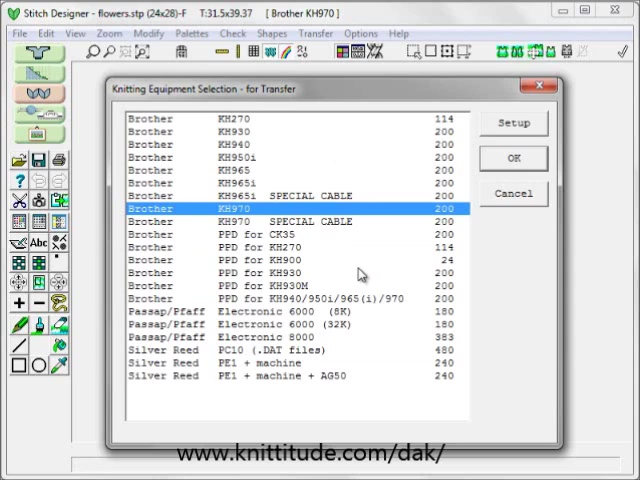 Stitch Designer - flowers.stp (24x28)-F T:31.5x39.37 [ Brother KH970 ]
File Edit View Zoom Modify Palettes Check Shapes Transfer Options Help
Knitting Equipment Selection - for Transfer
Brother KH270 114
Brother KH930 200
Brother KH940 200
Brother KH950i 200
Brother KH965 200
Brother KH965i 200
Brother KH965i SPECIAL CABLE 200
Brother KH970 200
Brother KH970 SPECIAL CABLE 200
Brother PPD for CK35 200
Brother PPD for KH270 114
Brother PPD for KH900 24
Brother PPD for KH930 200
Brother PPD for KH930M 200
Brother PPD for KH940/950i/965(i)/970 200
Passap/Pfaff Electronic 6000 (8K) 180
Passap/Pfaff Electronic 6000 (32K) 180
Passap/Pfaff Electronic 8000 383
Silver Reed PC10 (.DAT files) 480
Silver Reed PE1 + machine 240
Silver Reed PE1 + machine + AG50 240
Setup
OK
Cancel
Abc
www.knittitude.com/dak/